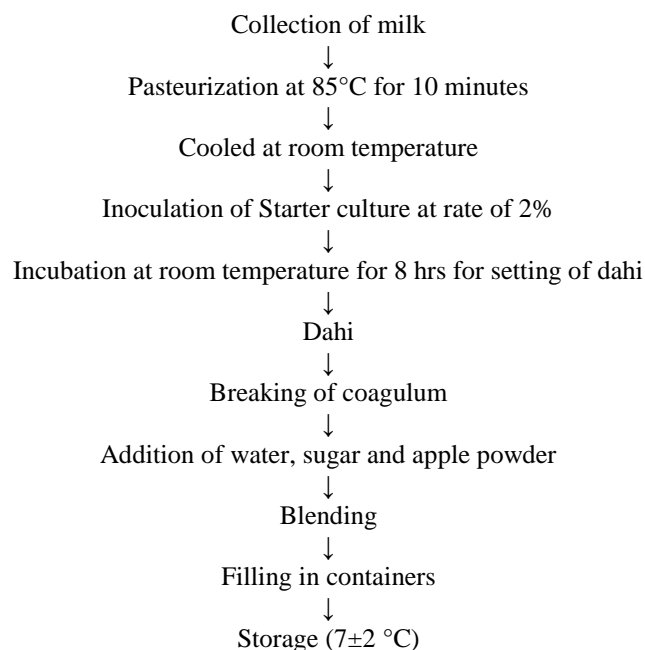 Collection of milk
↓
Pasteurization at 85°C for 10 minutes
↓
Cooled at room temperature
↓
Inoculation of Starter culture at rate of 2%
↓
Incubation at room temperature for 8 hrs for setting of dahi
↓
Dahi
↓
Breaking of coagulum
↓
Addition of water, sugar and apple powder
↓
Blending
↓
Filling in containers
↓
Storage (7±2 °C)